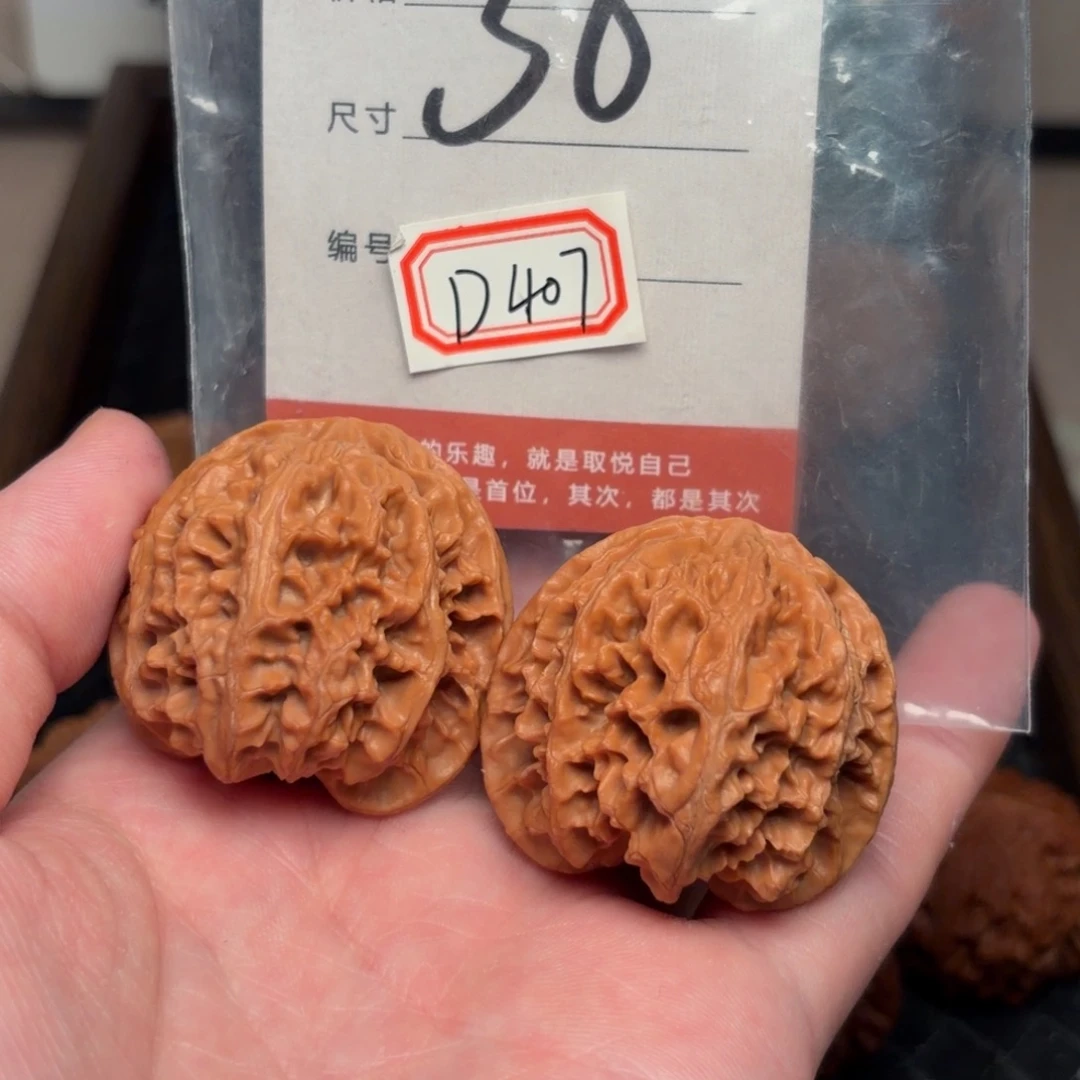 尺寸
编号 D407
的乐趣，就是取悦自己
是首位，其次，都是其次